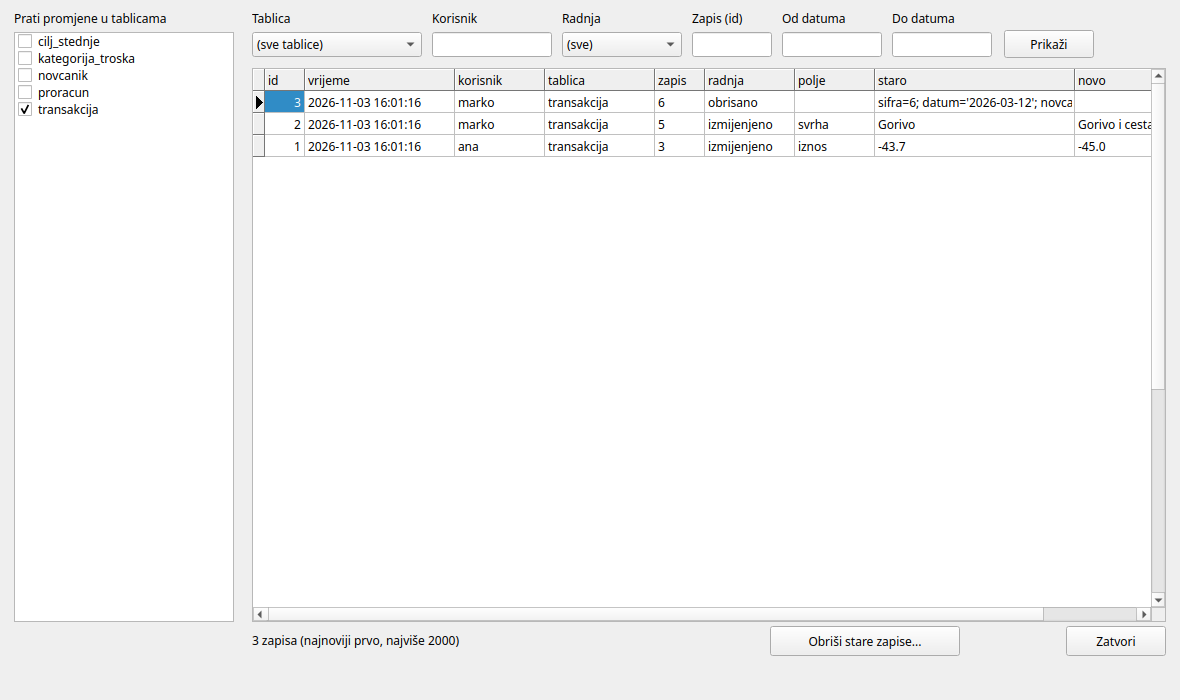 Prati promjene u tablicama
cilj_stednje
kategorija_troska
novcanik
proracun
transakcija
Tablica Korisnik Radnja Zapis (id) Od datuma Do datuma
(sve tablice) (sve) Prikaži
id vrijeme korisnik tablica zapis radnja polje staro novo
3 2026-11-03 16:01:16 marko transakcija 6 obrisano sifra=6; datum='2026-03-12'; novca
2 2026-11-03 16:01:16 marko transakcija 5 izmijenjeno svrha Gorivo Gorivo i cesta
1 2026-11-03 16:01:16 ana transakcija 3 izmijenjeno iznos -43.7 -45.0
3 zapisa (najnoviji prvo, najviše 2000) Obriši stare zapise... Zatvori